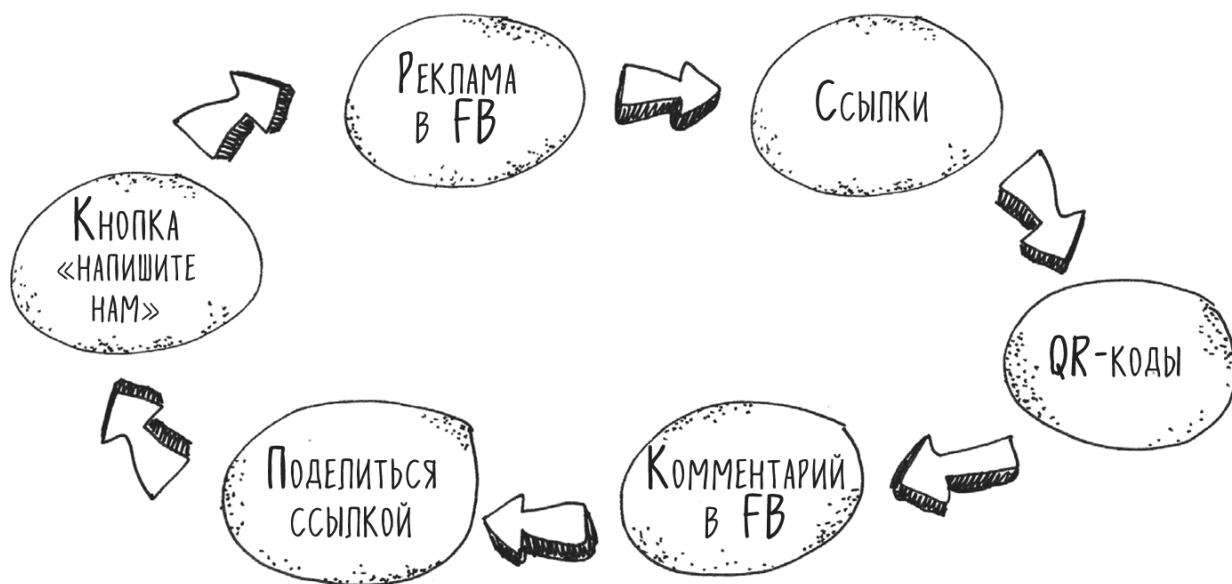 Реклама
в FB
Ссылки
QR-коды
Комментарий
в FB
Поделиться
ссылкой
Кнопка
«напишите
нам»